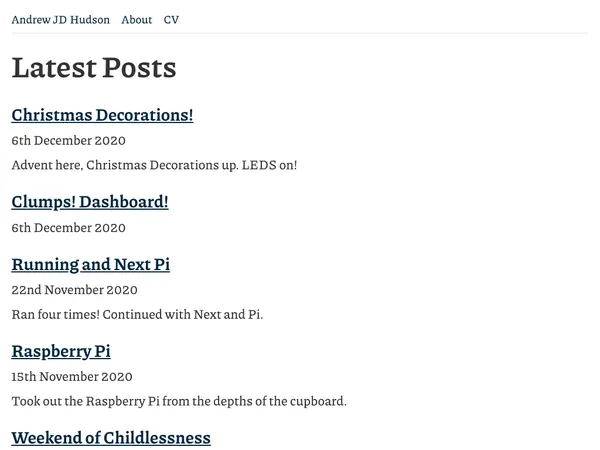 Andrew JD Hudson About CV
Latest Posts
Christmas Decorations!
6th December 2020
Advent here, Christmas Decorations up. LEDS on!
Clumps! Dashboard!
6th December 2020
Running and Next Pi
22nd November 2020
Ran four times! Continued with Next and Pi.
Raspberry Pi
15th November 2020
Took out the Raspberry Pi from the depths of the cupboard.
Weekend of Childlessness